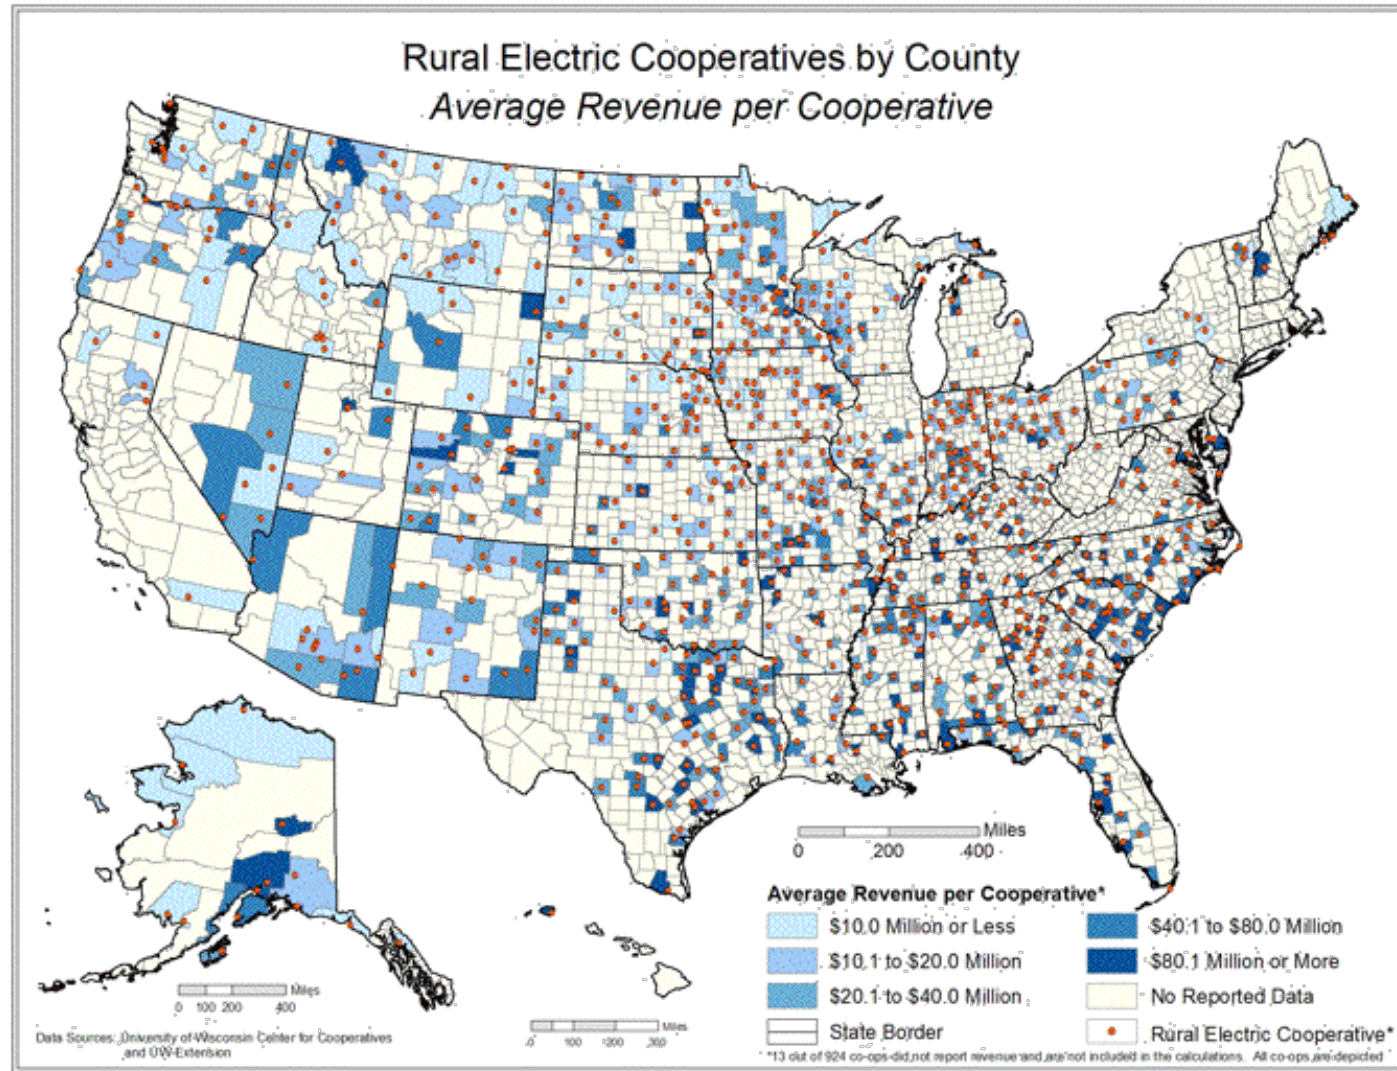 Rural Electric Cooperatives by County
Average Revenue per Cooperative
Miles
0 200 400
Average Revenue per Cooperative*
$10.0 Million or Less
$10.1 to $20.0 Million
$20.1 to $40.0 Million
State Border
$40.1 to $80.0 Million
$80.1 Million or More
No Reported Data
Rural Electric Cooperative*
Miles
0 100 200 400
Miles
0 100 200 300
Data Sources: University of Wisconsin Center for Cooperatives
and UW-Extension
*13 out of 924 co-ops did not report revenue and are not included in the calculations. All co-ops are depicted